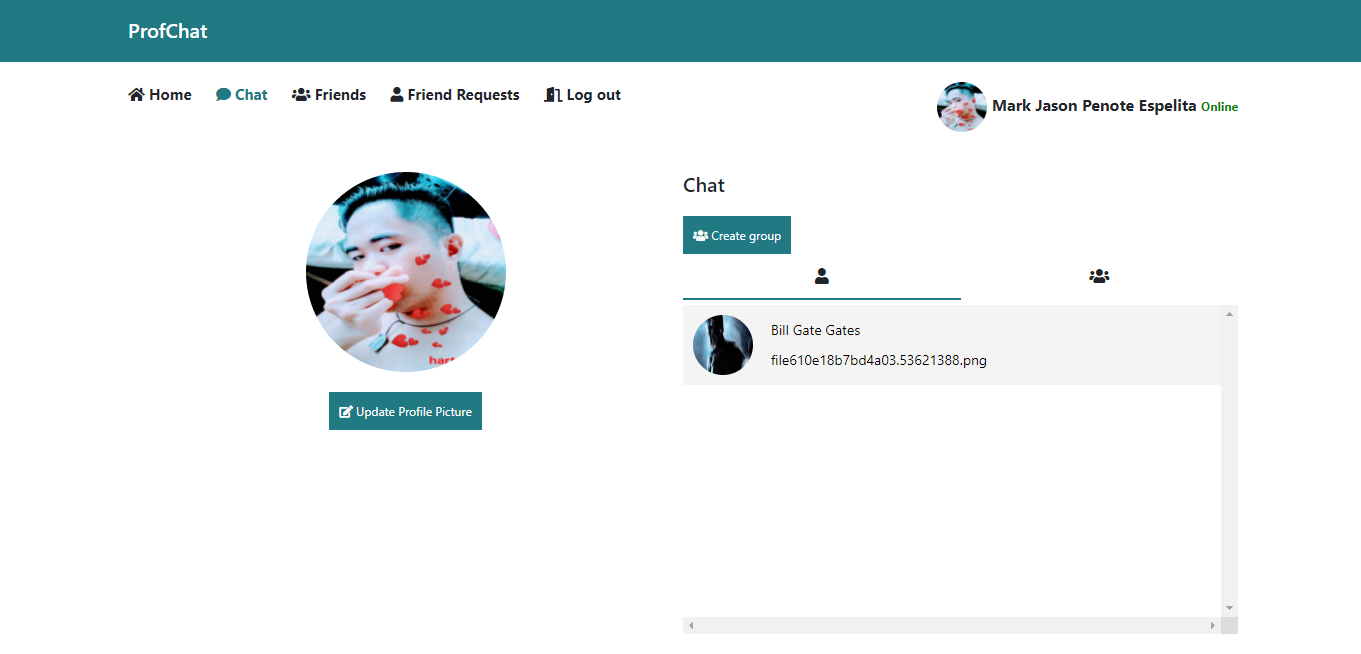 ProfChat
Home Chat Friends Friend Requests Log out
Mark Jason Penote Espelita Online
Chat
Create group
Update Profile Picture
Bill Gate Gates
file610e18b7bd4a03.53621388.png